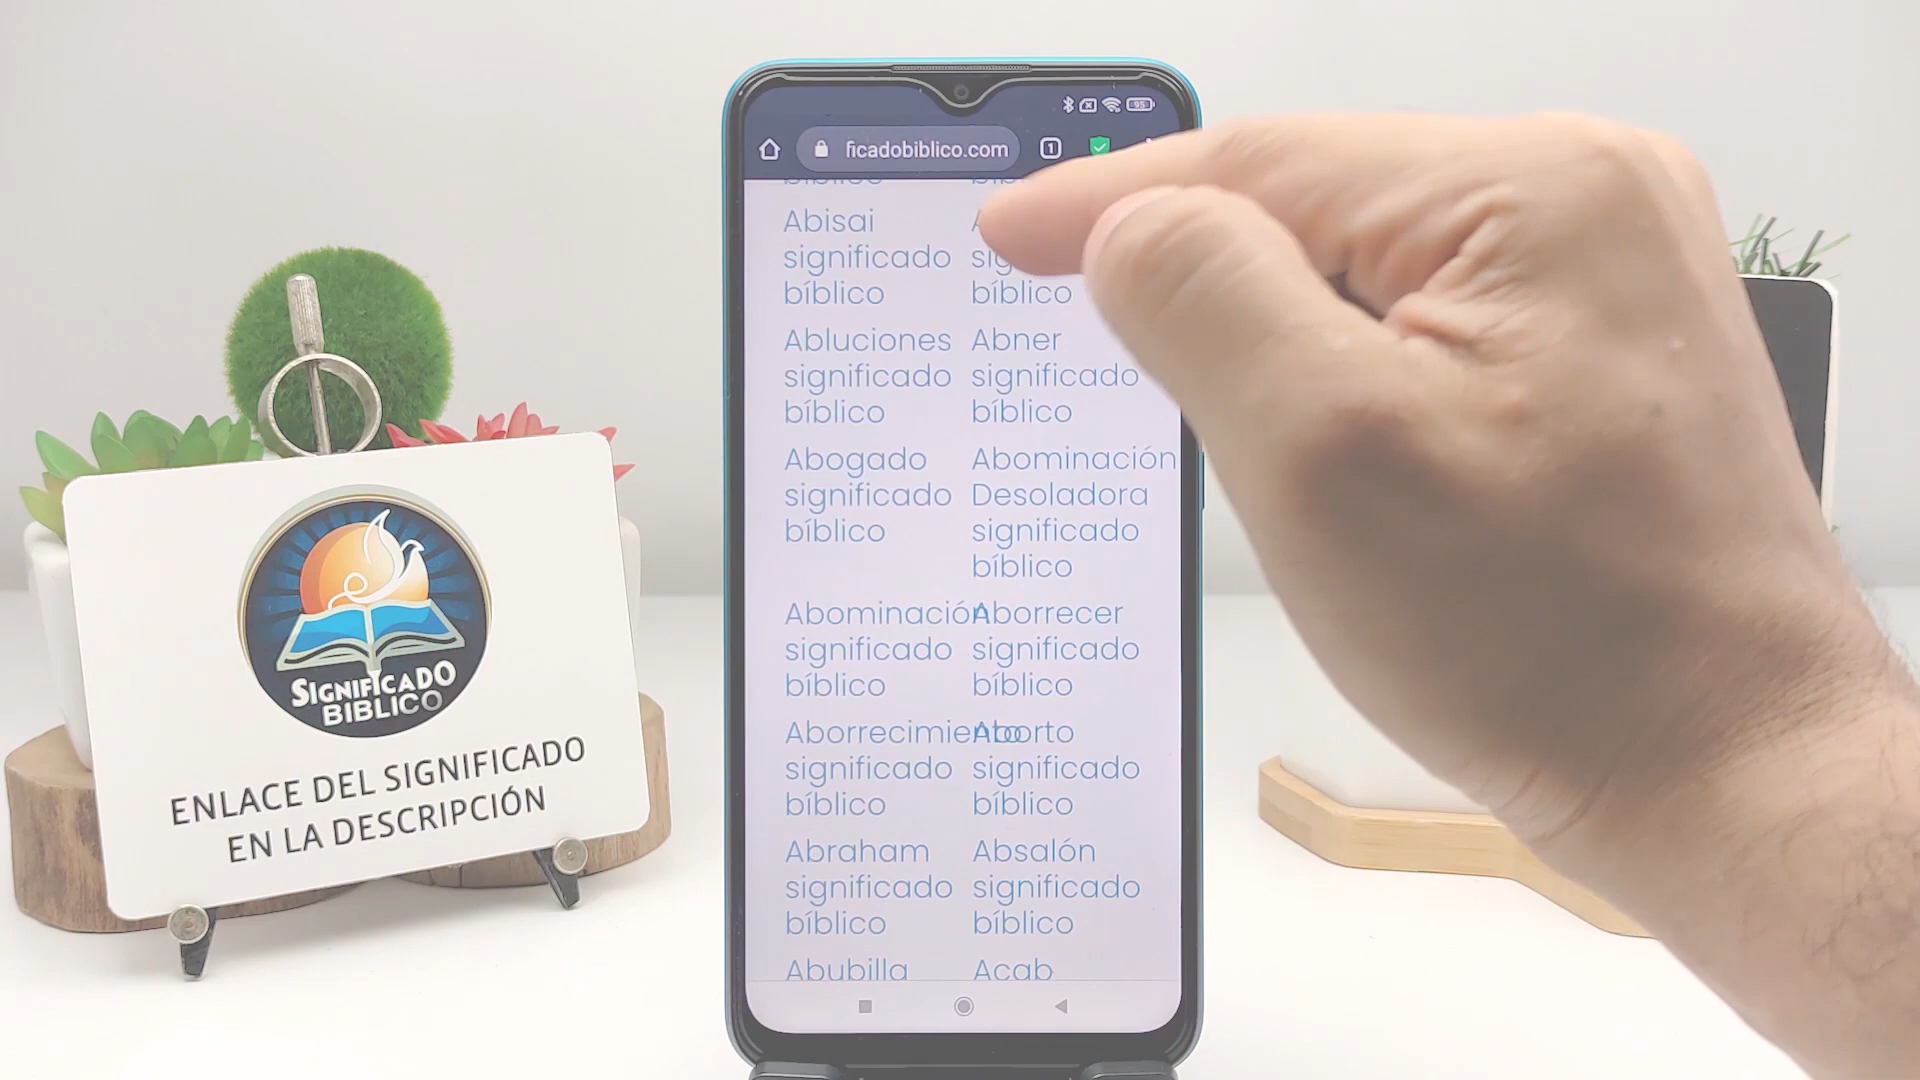 SIGNIFICADO
BIBLICO
ENLACE DEL SIGNIFICADO
EN LA DESCRIPCIÓN
95
ficadobiblico.com
1
Abisai
significado
bíblico
bíblico
Abluciones
significado
bíblico
Abner
significado
bíblico
Abogado
significado
bíblico
Abominación
Desoladora
significado
bíblico
Abominación
significado
bíblico
Aborrecer
significado
bíblico
Aborrecimiento
significado
bíblico
Aborto
significado
bíblico
Abraham
significado
bíblico
Absalón
significado
bíblico
Abubilla
Acab